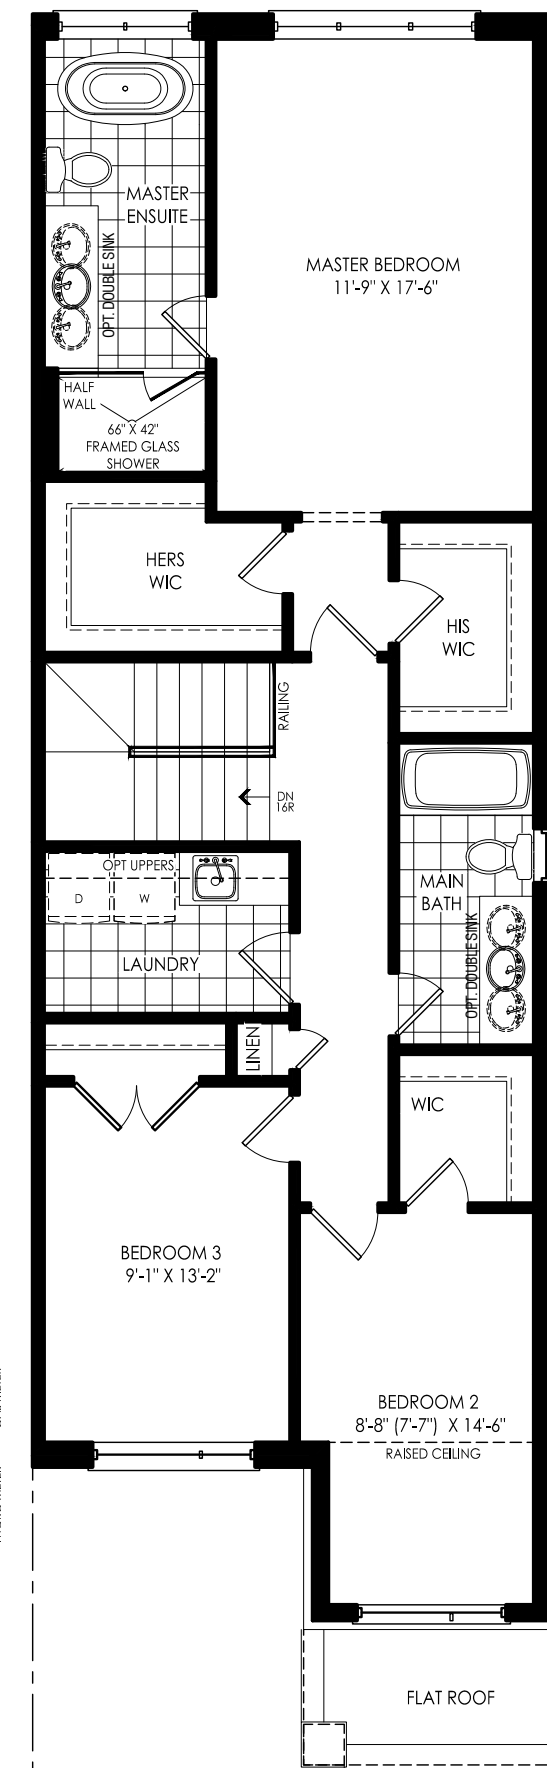 MASTER
ENSUITE
OPT. DOUBLE SINK
MASTER BEDROOM
11'-9" X 17'-6"
HALF
WALL
66" X 42"
FRAMED GLASS
SHOWER
HERS
WIC
HIS
WIC
RAILING
DN
16R
OPT UPPERS
D
W
LAUNDRY
MAIN
BATH
OPT. DOUBLE SINK
LINEN
WIC
BEDROOM 3
9'-1" X 13'-2"
BEDROOM 2
8'-8" (7'-7") X 14'-6"
RAISED CEILING
FLAT ROOF